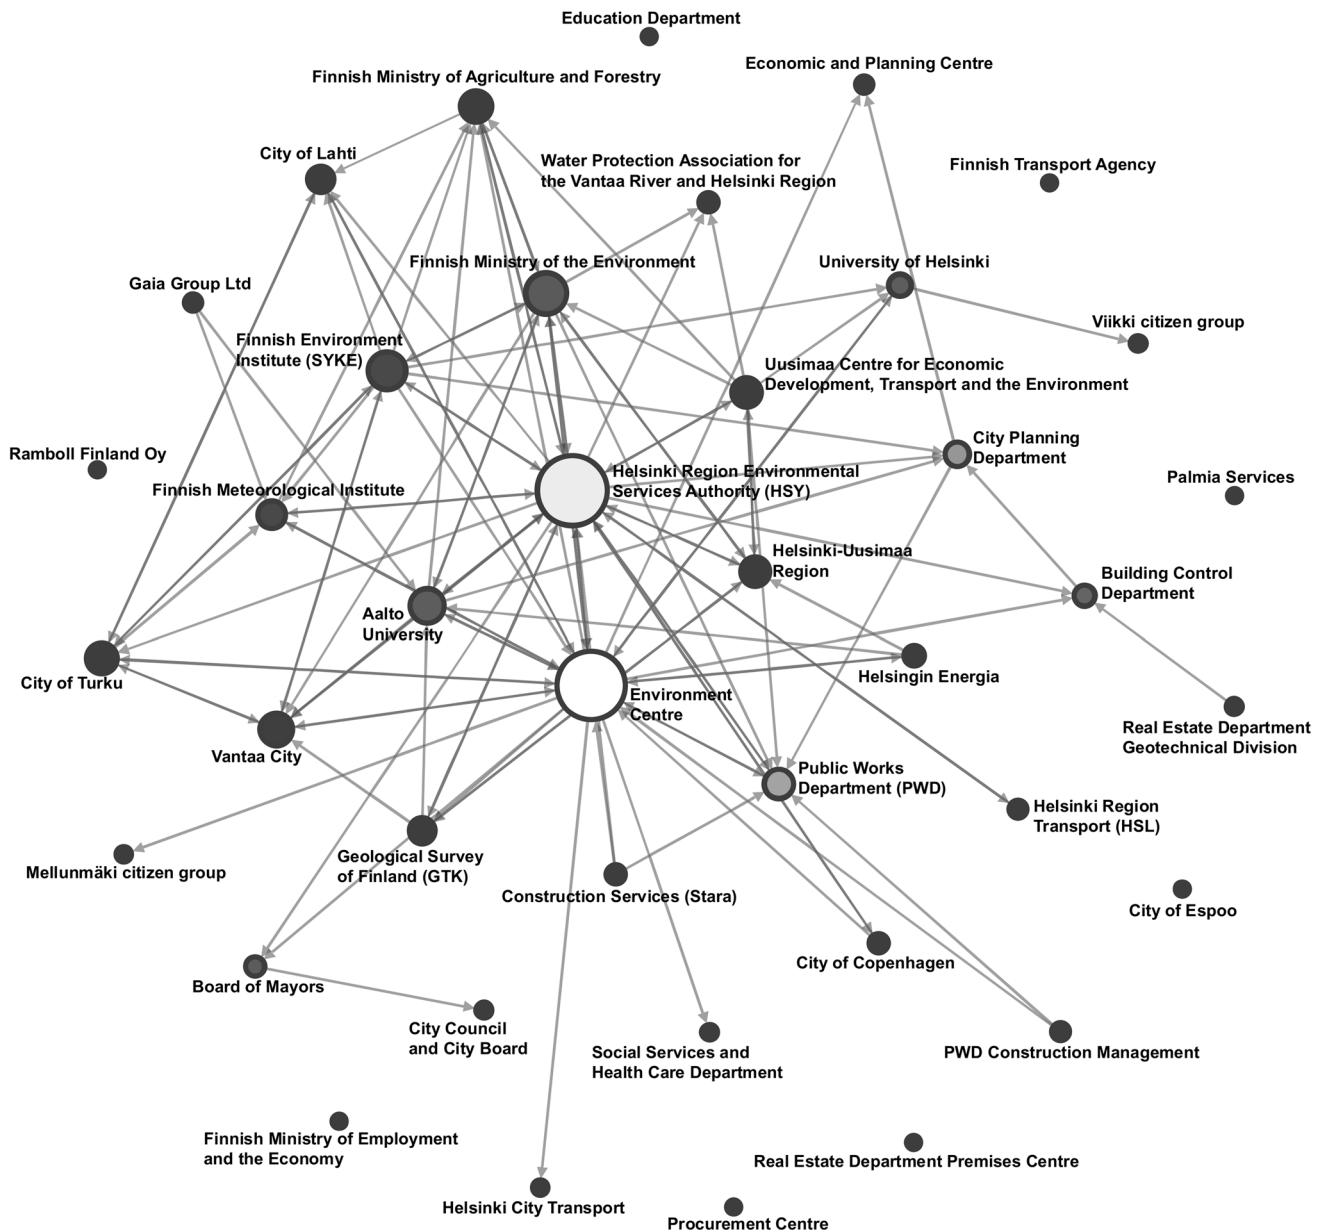 Education Department
Economic and Planning Centre
Finnish Ministry of Agriculture and Forestry
City of Lahti
Water Protection Association for
the Vantaa River and Helsinki Region
Finnish Transport Agency
Finnish Ministry of the Environment
University of Helsinki
Gaia Group Ltd
Viikki citizen group
Finnish Environment
Institute (SYKE)
Uusimaa Centre for Economic
Development, Transport and the Environment
City Planning
Department
Ramboll Finland Oy
Helsinki Region Environmental
Services Authority (HSY)
Palmia Services
Finnish Meteorological Institute
Helsinki-Uusimaa
Region
Building Control
Department
Aalto
University
City of Turku
Helsingin Energia
Environment
Centre
Real Estate Department
Geotechnical Division
Vantaa City
Public Works
Department (PWD)
Helsinki Region
Transport (HSL)
Mellunmäki citizen group
Geological Survey
of Finland (GTK)
Construction Services (Stara)
City of Espoo
City of Copenhagen
Board of Mayors
City Council
and City Board
Social Services and
Health Care Department
PWD Construction Management
Finnish Ministry of Employment
and the Economy
Real Estate Department Premises Centre
Helsinki City Transport
Procurement Centre